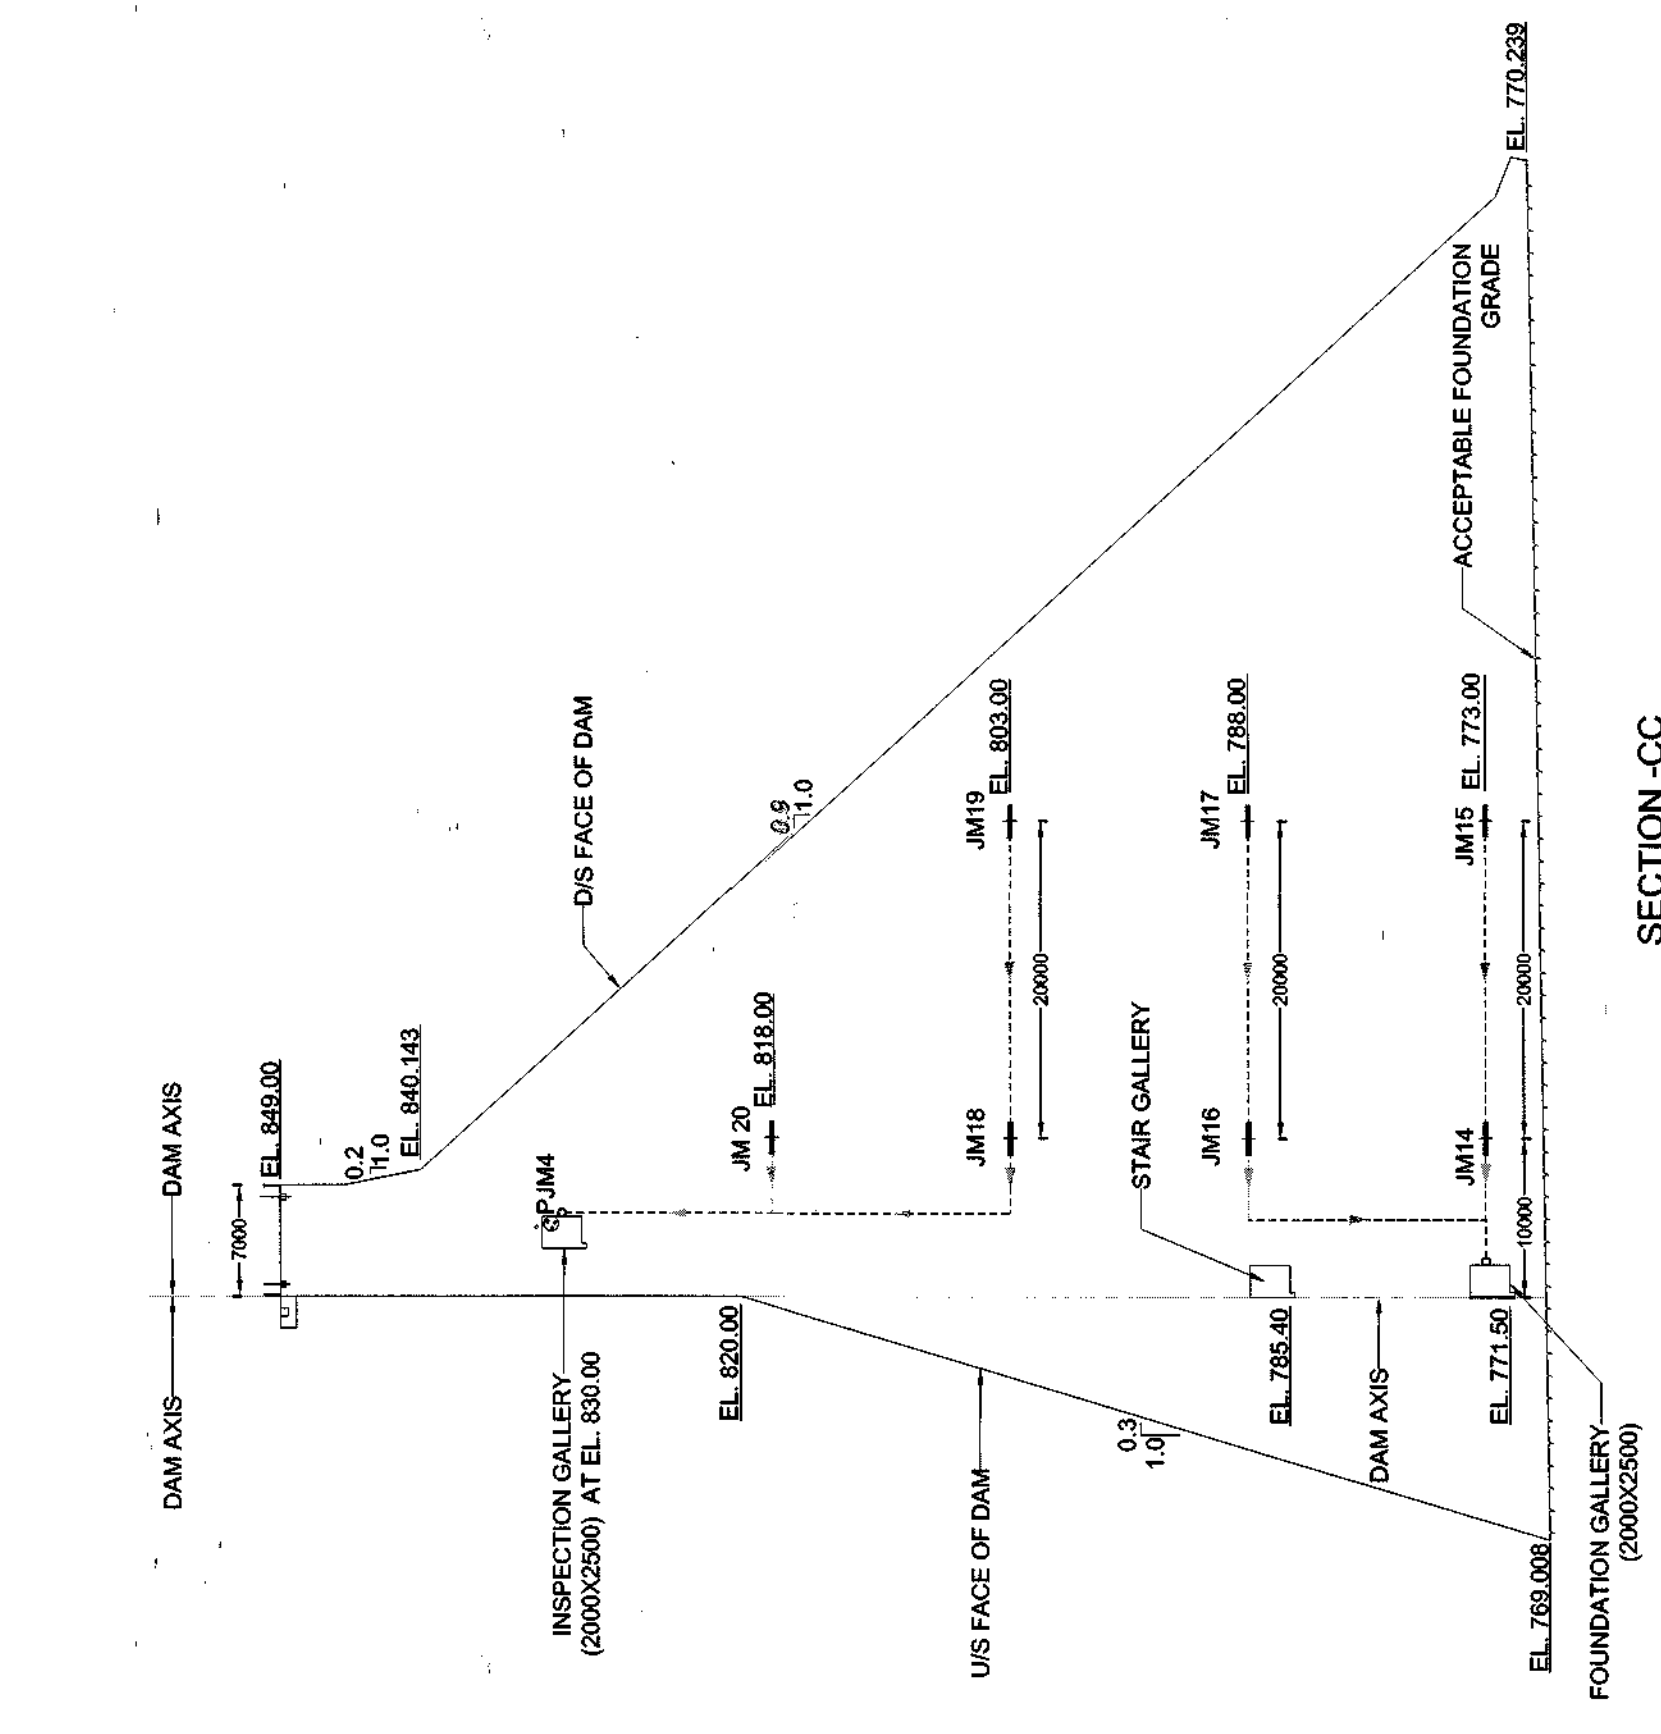 DAM AXIS
DAM AXIS
7000
EL. 849.00
0.2
1.0
EL. 840.143
INSPECTION GALLERY
(2000X2500) AT EL. 830.00
PJM4
D/S FACE OF DAM
EL. 820.00
JM 20
EL. 818.00
0.9
1.0
U/S FACE OF DAM
JM18
JM19
EL. 803.00
20000
0.3
1.0
STAIR GALLERY
JM16
JM17
EL. 788.00
EL. 785.40
20000
DAM AXIS
JM14
JM15
EL. 773.00
EL. 771.50
10000
20000
ACCEPTABLE FOUNDATION
GRADE
EL. 770.239
EL. 769.008
FOUNDATION GALLERY
(2000X2500)
SECTION -CC